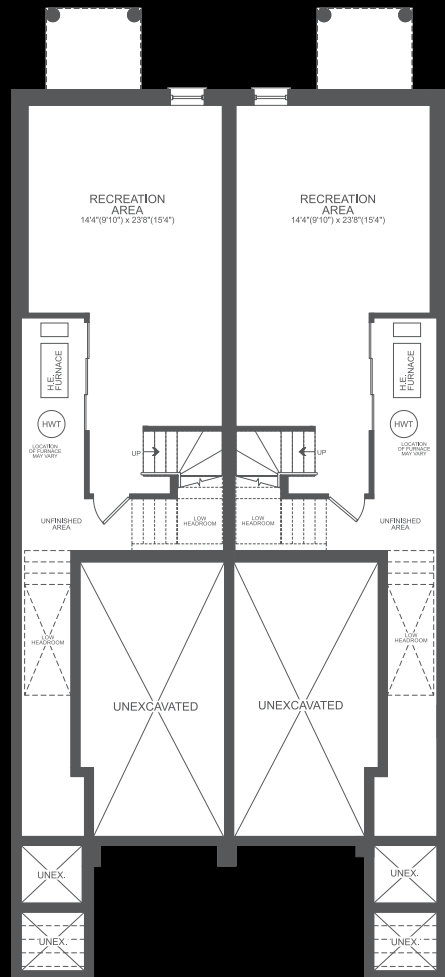 RECREATION
AREA
14'4"(9'10") x 23'8"(15'4")
RECREATION
AREA
14'4"(9'10") x 23'8"(15'4")
H.E.
FURNACE
HWT
LOCATION
OF FURNACE
MAY VARY
UP
UP
H.E.
FURNACE
HWT
LOCATION
OF FURNACE
MAY VARY
UNFINISHED
AREA
LOW
HEADROOM
LOW
HEADROOM
UNFINISHED
AREA
LOW
HEADROOM
LOW
HEADROOM
UNEXCAVATED
UNEXCAVATED
UNEX.
UNEX.
UNEX.
UNEX.